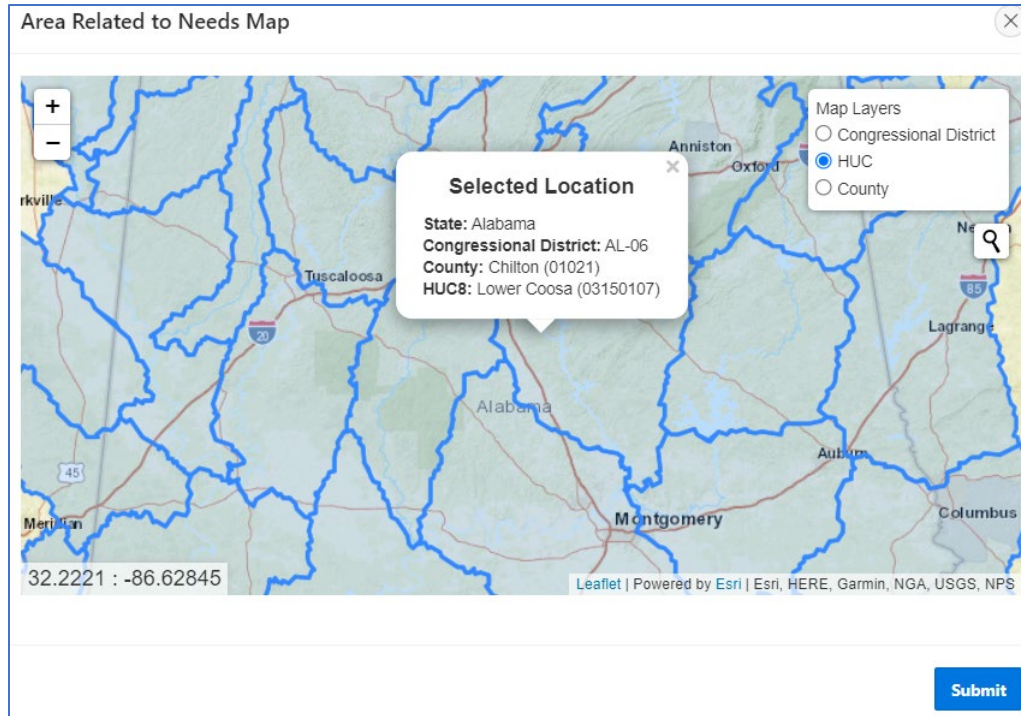 Area Related to Needs Map
×
+
−
Map Layers
Congressional District
HUC
County
Anniston
Oxford
×
Selected Location
State: Alabama
Congressional District: AL-06
County: Chilton (01021)
HUC8: Lower Coosa (03150107)
rkville
Tuscaloosa
20
85
Lagrange
Alabama
45
Auburn
Meridian
Montgomery
Columbus
32.2221 : -86.62845
Leaflet | Powered by Esri | Esri, HERE, Garmin, NGA, USGS, NPS
Submit